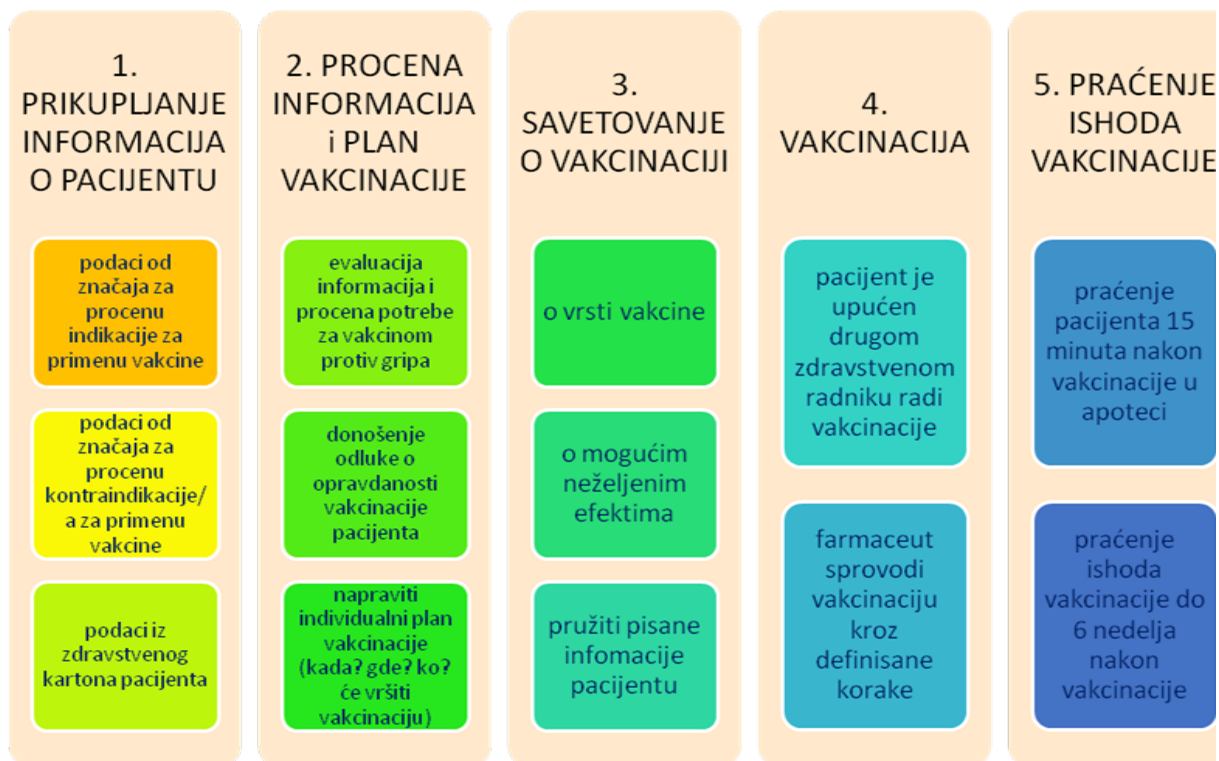 1.
PRIKUPLJANJE
INFORMACIJA
O PACIJENTU
podaci od
značaja za
procenu
indikacije za
primenu vakcine
podaci od
značaja za
procenu
kontraindikacije/
a za primenu
vakcine
podaci iz
zdravstvenog
kartona pacijenta
2. PROCENA
INFORMACIJA
i PLAN
VAKCINACIJE
evaluacija
informacija i
procena potrebe
za vakcinom
protiv gripa
donošenje
odluke o
opravdanosti
vakcinacije
pacijenta
napraviti
individualni plan
vakcinacije
(kada? gde? ko?
će vršiti
vakcinaciju)
3.
SAVETOVANJE
O VAKCINACIJI
o vrsti vakcine
o mogućim
neželjenim
efektima
pružiti pisane
infomacije
pacijentu
4.
VAKCINACIJA
pacijent je
upućen
drugom
zdravstvenom
radniku radi
vakcinacije
farmaceut
sprovodi
vakcinaciju
kroz
definisane
korake
5. PRAĆENJE
ISHODA
VAKCINACIJE
praćenje
pacijenta 15
minuta nakon
vakcinacije u
apoteci
praćenje
ishoda
vakcinacije do
6 nedelja
nakon
vakcinacije